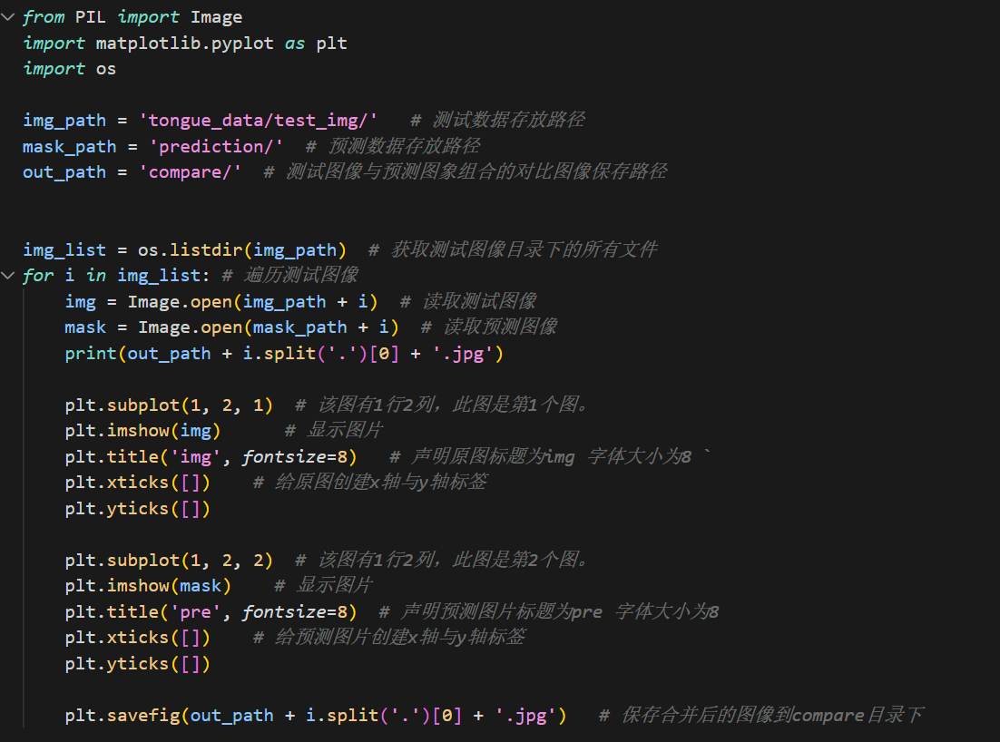 from PIL import Image
import matplotlib.pyplot as plt
import os
img_path = 'tongue_data/test_img/'   # 测试数据存放路径
mask_path = 'prediction/'  # 预测数据存放路径
out_path = 'compare/'  # 测试图像与预测图象组合的对比图像保存路径
img_list = os.listdir(img_path)  # 获取测试图像目录下的所有文件
for i in img_list: # 遍历测试图像
    img = Image.open(img_path + i)  # 读取测试图像
    mask = Image.open(mask_path + i)  # 读取预测图像
    print(out_path + i.split('.')[0] + '.jpg')
    plt.subplot(1, 2, 1)  # 该图有1行2列，此图是第1个图。
    plt.imshow(img)      # 显示图片
    plt.title('img', fontsize=8)   # 声明原图标题为img 字体大小为8 `
    plt.xticks([])    # 给原图创建x轴与y轴标签
    plt.yticks([])
    plt.subplot(1, 2, 2)  # 该图有1行2列，此图是第2个图。
    plt.imshow(mask)    # 显示图片
    plt.title('pre', fontsize=8)  # 声明预测图片标题为pre 字体大小为8
    plt.xticks([])    # 给预测图片创建x轴与y轴标签
    plt.yticks([])
    plt.savefig(out_path + i.split('.')[0] + '.jpg')   # 保存合并后的图像到compare目录下